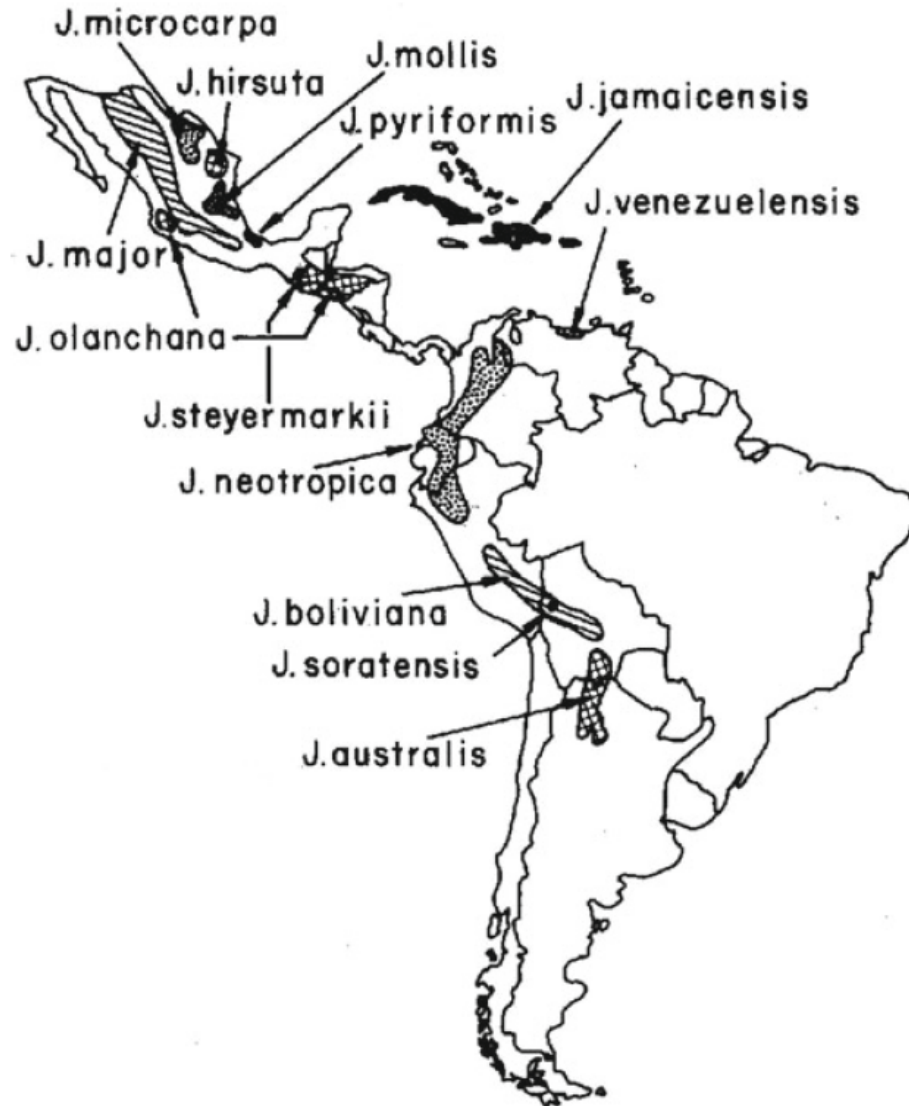 J. microcarpa
J. hirsuta
J. mollis
J. pyriformis
J. jamaicensis
J. venezuelensis
J. major
J. olanchana
J. steyermarkii
J. neotropica
J. boliviana
J. soratensis
J. australis